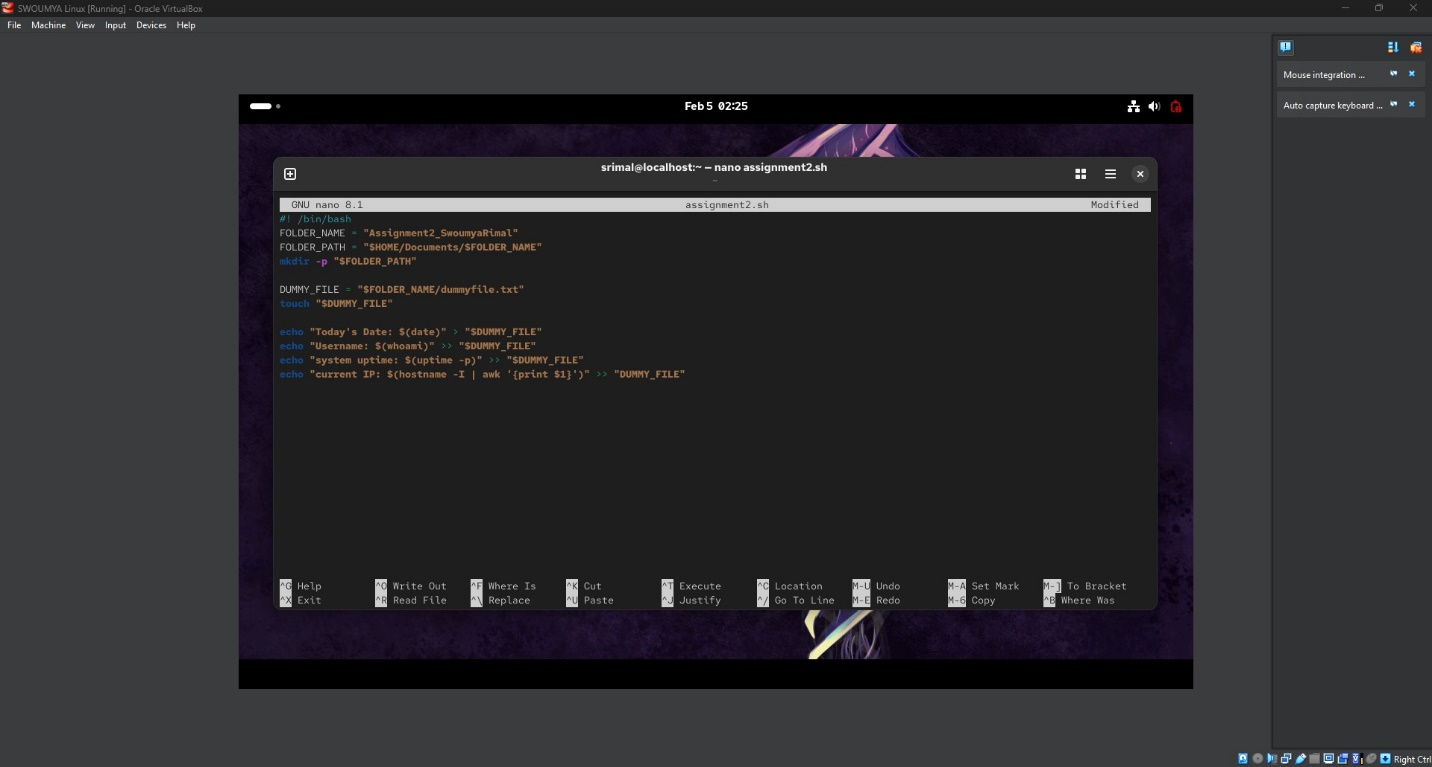 SWOUMYA Linux [Running] - Oracle VirtualBox
File Machine View Input Devices Help
Mouse integration ...
Auto capture keyboard ...
Feb 5 02:25
srimal@localhost:~ — nano assignment2.sh
GNU nano 8.1 assignment2.sh Modified
#! /bin/bash
FOLDER_NAME = "Assignment2_SwoumyaRimal"
FOLDER_PATH = "$HOME/Documents/$FOLDER_NAME"
mkdir -p "$FOLDER_PATH"
DUMMY_FILE = "$FOLDER_NAME/dummyfile.txt"
touch "$DUMMY_FILE"
echo "Today's Date: $(date)" > "$DUMMY_FILE"
echo "Username: $(whoami)" >> "$DUMMY_FILE"
echo "system uptime: $(uptime -p)" >> "$DUMMY_FILE"
echo "current IP: $(hostname -I | awk '{print $1}')" >> "DUMMY_FILE"
^G Help ^O Write Out ^F Where Is ^K Cut ^T Execute ^C Location M-U Undo M-A Set Mark M-] To Bracket
^X Exit ^R Read File ^\ Replace ^U Paste ^J Justify ^/ Go To Line M-E Redo M-6 Copy ^B Where Was
Right Ctrl